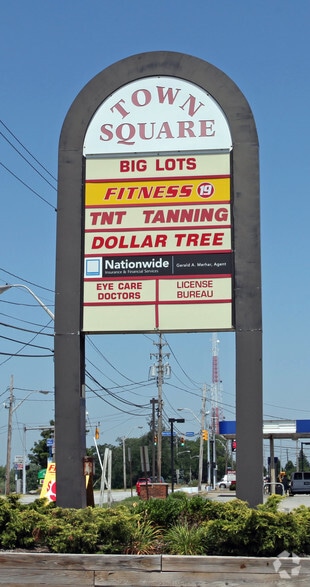 TOWN
SQUARE
BIG LOTS
FITNESS 19
TNT TANNING
DOLLAR TREE
Nationwide
Insurance & Financial Services
Gerald A. Merhar, Agent
EYE CARE
DOCTORS
LICENSE
BUREAU